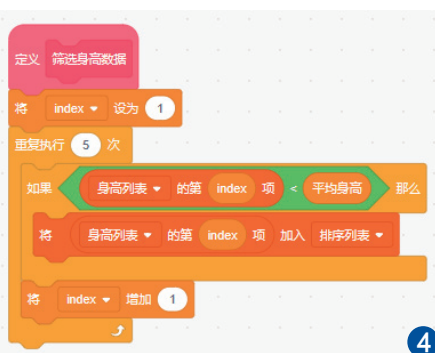 定义 筛选身高数据
将 index 设为 1
重复执行 5 次
如果 身高列表 的第 index 项 < 平均身高 那么
将 身高列表 的第 index 项 加入 排序列表
将 index 增加 1
4